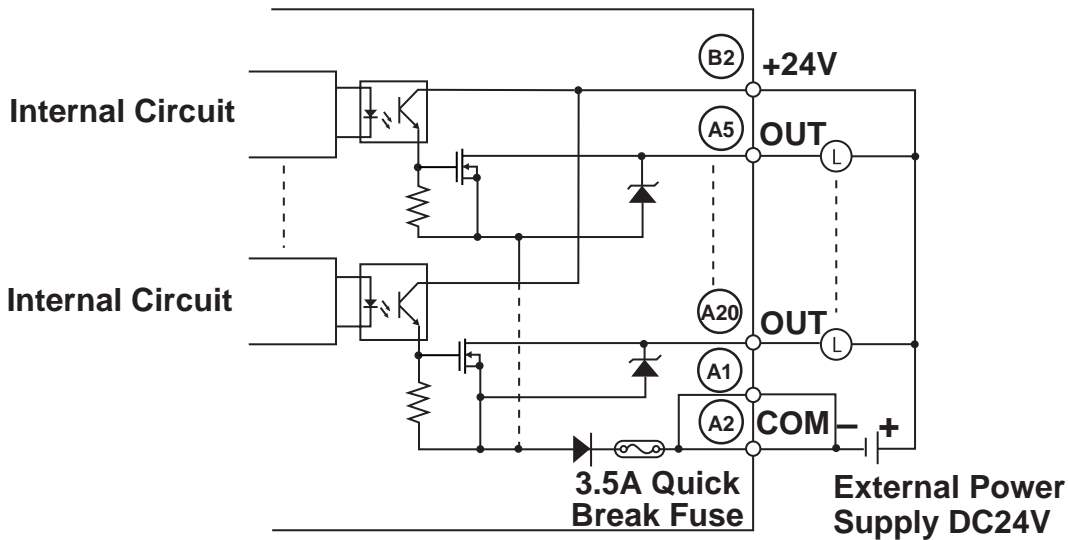 B2
+24V
Internal Circuit
A5
OUT
L
Internal Circuit
A20
OUT
L
A1
A2
COM
− +
3.5A Quick
Break Fuse
External Power
Supply DC24V